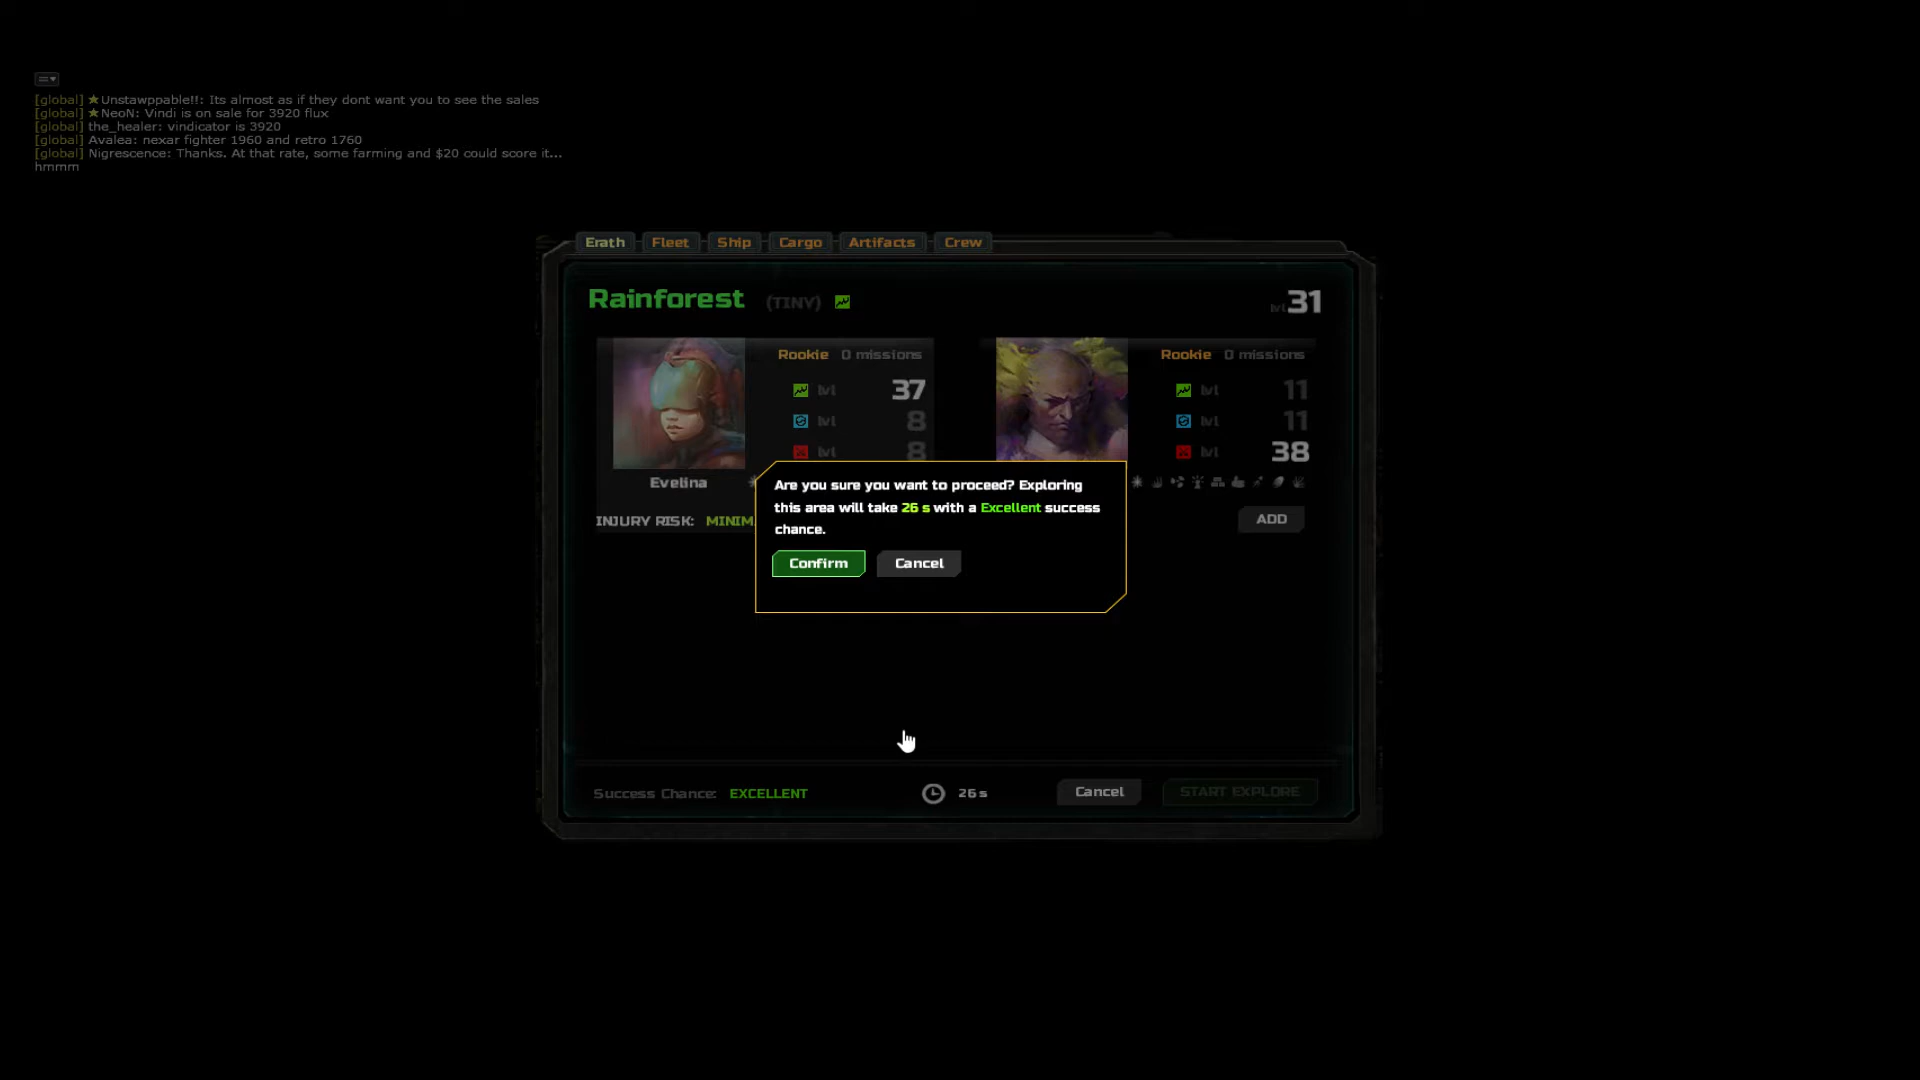 [global] ★Unstawppable!!: Its almost as if they dont want you to see the sales
[global] ★NeoN: Vindi is on sale for 3920 flux
[global] the_healer: vindicator is 3920
[global] Avalea: nexar fighter 1960 and retro 1760
[global] Nigrescence: Thanks. At that rate, some farming and $20 could score it...
hmmm
Erath Fleet Ship Cargo Artifacts Crew
Rainforest (TINY) lvl 31
Rookie 0 missions
lvl 37
lvl 8
lvl 8
Evelina
INJURY RISK: MINIM
Rookie 0 missions
lvl 11
lvl 11
lvl 38
ADD
Are you sure you want to proceed? Exploring
this area will take 26 s with a Excellent success
chance.
Confirm Cancel
Success Chance: EXCELLENT 26 s Cancel START EXPLORE